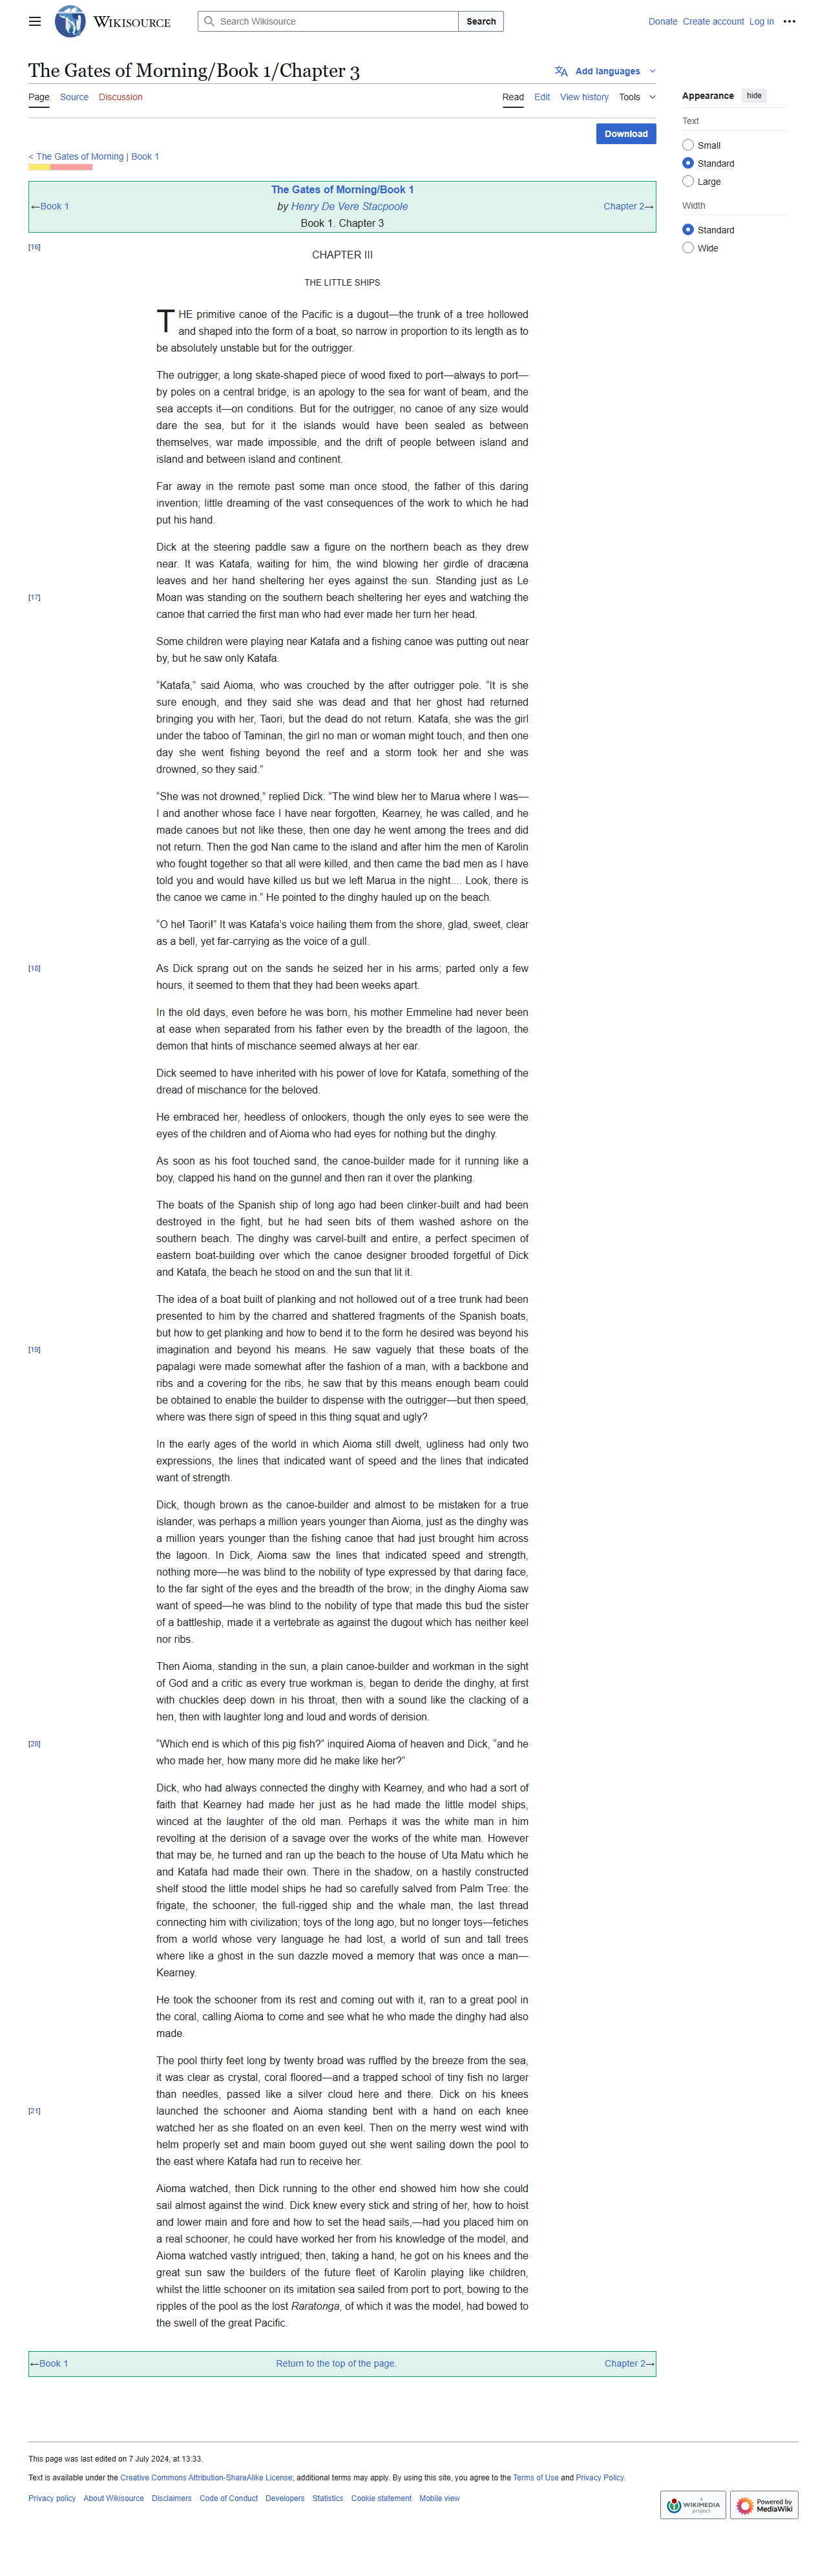 WIKISOURCE
Search Wikisource
Search
Donate Create account Log in
The Gates of Morning/Book 1/Chapter 3
Add languages
Page Source Discussion
Read Edit View history Tools
Appearance hide
Text
Small
Standard
Large
Width
Standard
Wide
Download
< The Gates of Morning | Book 1
The Gates of Morning/Book 1
←Book 1
by Henry De Vere Stacpoole
Chapter 2→
Book 1. Chapter 3
[16]
CHAPTER III
THE LITTLE SHIPS
THE primitive canoe of the Pacific is a dugout—the trunk of a tree hollowed
and shaped into the form of a boat, so narrow in proportion to its length as to
be absolutely unstable but for the outrigger.
The outrigger, a long skate-shaped piece of wood fixed to port—always to port—
by poles on a central bridge, is an apology to the sea for want of beam, and the
sea accepts it—on conditions. But for the outrigger, no canoe of any size would
dare the sea, but for it the islands would have been sealed as between
themselves, war made impossible, and the drift of people between island and
island and between island and continent.
Far away in the remote past some man once stood, the father of this daring
invention; little dreaming of the vast consequences of the work to which he had
put his hand.
Dick at the steering paddle saw a figure on the northern beach as they drew
near. It was Katafa, waiting for him, the wind blowing her girdle of dracæna
leaves and her hand sheltering her eyes against the sun. Standing just as Le
[17]
Moan was standing on the southern beach sheltering her eyes and watching the
canoe that carried the first man who had ever made her turn her head.
Some children were playing near Katafa and a fishing canoe was putting out near
by, but he saw only Katafa.
“Katafa,” said Aioma, who was crouched by the after outrigger pole. “It is she
sure enough, and they said she was dead and that her ghost had returned
bringing you with her, Taori, but the dead do not return. Katafa, she was the girl
under the taboo of Taminan, the girl no man or woman might touch, and then one
day she went fishing beyond the reef and a storm took her and she was
drowned, so they said.”
“She was not drowned,” replied Dick. “The wind blew her to Marua where I was—
I and another whose face I have near forgotten, Kearney, he was called, and he
made canoes but not like these, then one day he went among the trees and did
not return. Then the god Nan came to the island and after him the men of Karolin
who fought together so that all were killed, and then came the bad men as I have
told you and would have killed us but we left Marua in the night.... Look, there is
the canoe we came in.” He pointed to the dinghy hauled up on the beach.
“O he! Taori!” It was Katafa’s voice hailing them from the shore, glad, sweet, clear
as a bell, yet far-carrying as the voice of a gull.
[18]
As Dick sprang out on the sands he seized her in his arms; parted only a few
hours, it seemed to them that they had been weeks apart.
In the old days, even before he was born, his mother Emmeline had never been
at ease when separated from his father even by the breadth of the lagoon, the
demon that hints of mischance seemed always at her ear.
Dick seemed to have inherited with his power of love for Katafa, something of the
dread of mischance for the beloved.
He embraced her, heedless of onlookers, though the only eyes to see were the
eyes of the children and of Aioma who had eyes for nothing but the dinghy.
As soon as his foot touched sand, the canoe-builder made for it running like a
boy, clapped his hand on the gunnel and then ran it over the planking.
The boats of the Spanish ship of long ago had been clinker-built and had been
destroyed in the fight, but he had seen bits of them washed ashore on the
southern beach. The dinghy was carvel-built and entire, a perfect specimen of
eastern boat-building over which the canoe designer brooded forgetful of Dick
and Katafa, the beach he stood on and the sun that lit it.
The idea of a boat built of planking and not hollowed out of a tree trunk had been
presented to him by the charred and shattered fragments of the Spanish boats,
but how to get planking and how to bend it to the form he desired was beyond his
[19]
imagination and beyond his means. He saw vaguely that these boats of the
papalagi were made somewhat after the fashion of a man, with a backbone and
ribs and a covering for the ribs, he saw that by this means enough beam could
be obtained to enable the builder to dispense with the outrigger—but then speed,
where was there sign of speed in this thing squat and ugly?
In the early ages of the world in which Aioma still dwelt, ugliness had only two
expressions, the lines that indicated want of speed and the lines that indicated
want of strength.
Dick, though brown as the canoe-builder and almost to be mistaken for a true
islander, was perhaps a million years younger than Aioma, just as the dinghy was
a million years younger than the fishing canoe that had just brought him across
the lagoon. In Dick, Aioma saw the lines that indicated speed and strength,
nothing more—he was blind to the nobility of type expressed by that daring face,
to the far sight of the eyes and the breadth of the brow; in the dinghy Aioma saw
want of speed—he was blind to the nobility of type that made this bud the sister
of a battleship, made it a vertebrate as against the dugout which has neither keel
nor ribs.
Then Aioma, standing in the sun, a plain canoe-builder and workman in the sight
of God and a critic as every true workman is, began to deride the dinghy, at first
with chuckles deep down in his throat, then with a sound like the clacking of a
hen, then with laughter long and loud and words of derision.
[20]
“Which end is which of this pig fish?” inquired Aioma of heaven and Dick, “and he
who made her, how many more did he make like her?”
Dick, who had always connected the dinghy with Kearney, and who had a sort of
faith that Kearney had made her just as he had made the little model ships,
winced at the laughter of the old man. Perhaps it was the white man in him
revolting at the derision of a savage over the works of the white man. However
that may be, he turned and ran up the beach to the house of Uta Matu which he
and Katafa had made their own. There in the shadow, on a hastily constructed
shelf stood the little model ships he had so carefully salved from Palm Tree: the
frigate, the schooner, the full-rigged ship and the whale man, the last thread
connecting him with civilization; toys of the long ago, but no longer toys—fetiches
from a world whose very language he had lost, a world of sun and tall trees
where like a ghost in the sun dazzle moved a memory that was once a man—
Kearney.
He took the schooner from its rest and coming out with it, ran to a great pool in
the coral, calling Aioma to come and see what he who made the dinghy had also
made.
The pool thirty feet long by twenty broad was ruffled by the breeze from the sea,
it was clear as crystal, coral floored—and a trapped school of tiny fish no larger
than needles, passed like a silver cloud here and there. Dick on his knees
[21]
launched the schooner and Aioma standing bent with a hand on each knee
watched her as she floated on an even keel. Then on the merry west wind with
helm properly set and main boom guyed out she went sailing down the pool to
the east where Katafa had run to receive her.
Aioma watched, then Dick running to the other end showed him how she could
sail almost against the wind. Dick knew every stick and string of her, how to hoist
and lower main and fore and how to set the head sails,—had you placed him on
a real schooner, he could have worked her from his knowledge of the model, and
Aioma watched vastly intrigued; then, taking a hand, he got on his knees and the
great sun saw the builders of the future fleet of Karolin playing like children,
whilst the little schooner on its imitation sea sailed from port to port, bowing to the
ripples of the pool as the lost Raratonga, of which it was the model, had bowed to
the swell of the great Pacific.
←Book 1
Return to the top of the page.
Chapter 2→
This page was last edited on 7 July 2024, at 13:33.
Text is available under the Creative Commons Attribution-ShareAlike License; additional terms may apply. By using this site, you agree to the Terms of Use and Privacy Policy.
Privacy policy About Wikisource Disclaimers Code of Conduct Developers Statistics Cookie statement Mobile view
A WIKIMEDIA project
Powered by MediaWiki